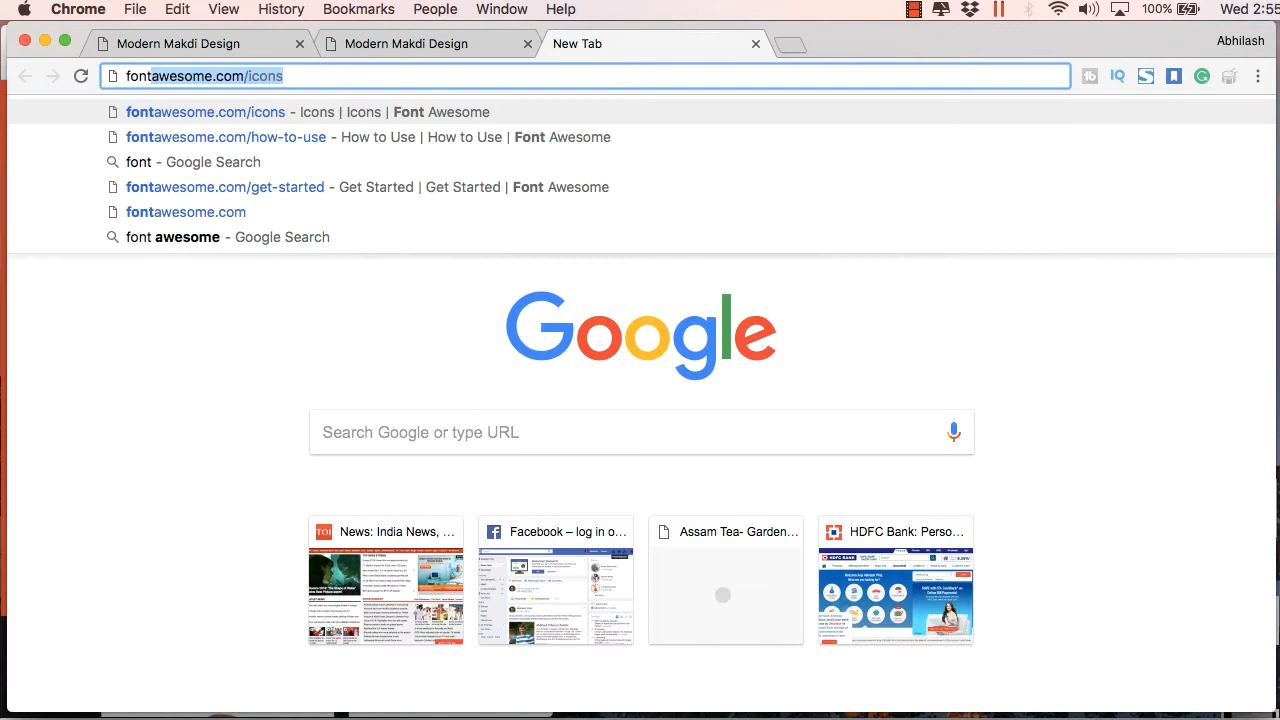 Chrome File Edit View History Bookmarks People Window Help 100% Wed 2:55
Modern Makdi Design Modern Makdi Design New Tab Abhilash
fontawesome.com/icons
fontawesome.com/icons - Icons | Icons | Font Awesome
fontawesome.com/how-to-use - How to Use | How to Use | Font Awesome
font - Google Search
fontawesome.com/get-started - Get Started | Get Started | Font Awesome
fontawesome.com
font awesome - Google Search
Google
Search Google or type URL
TOI News: India News, ... Facebook – log in o... Assam Tea- Garden... HDFC Bank: Perso...
HDFC BANK